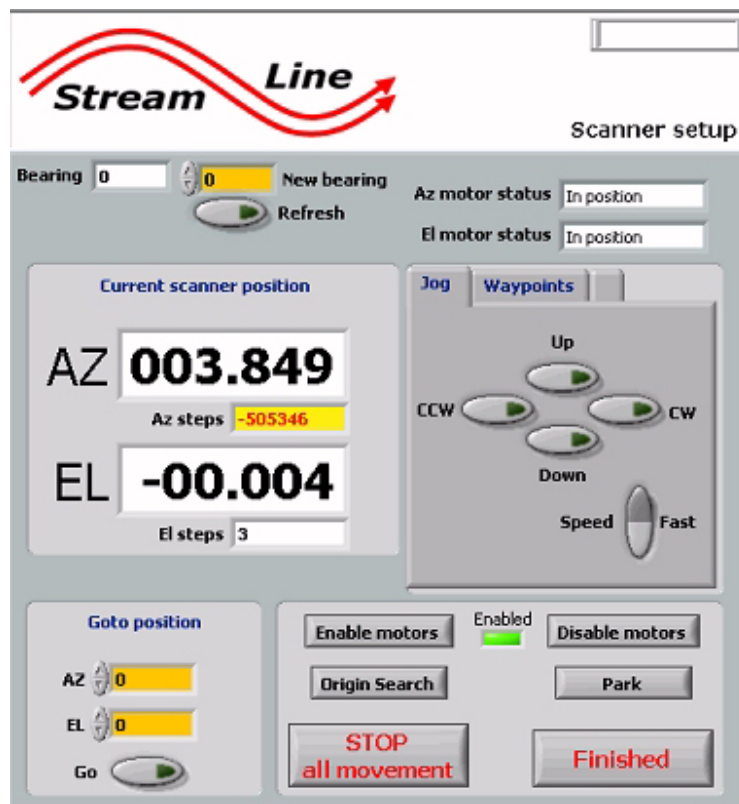 Stream Line
Scanner setup
Bearing 0 0 New bearing
Refresh
Az motor status In position
El motor status In position
Current scanner position
AZ 003.849
Az steps -505346
EL -00.004
El steps 3
Jog Waypoints
Up
CCW CW
Down
Speed Fast
Goto position
AZ 0
EL 0
Go
Enable motors Enabled Disable motors
Origin Search Park
STOP
all movement
Finished